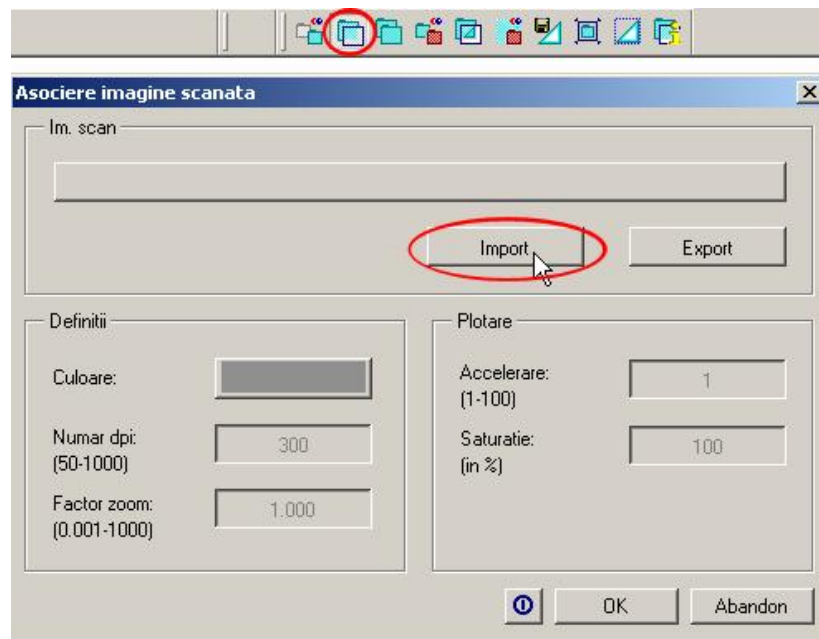 Asociere imagine scanata
Im. scan
Import
Export
Definitii
Culoare:
Numar dpi:
(50-1000)
300
Factor zoom:
(0.001-1000)
1.000
Plotare
Accelerare:
(1-100)
1
Saturatie:
(in %)
100
OK
Abandon